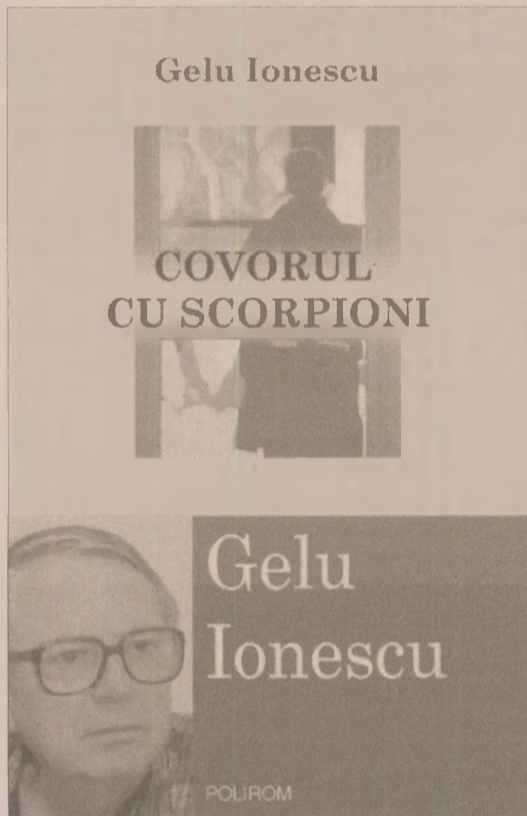 Gelu Ionescu
COVORUL
CU SCORPIONI
Gelu
Ionescu
POLIROM